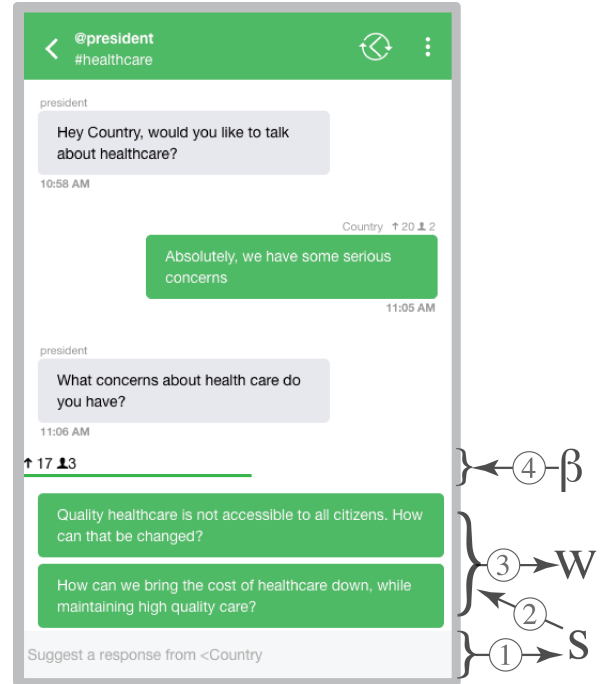 @president
#healthcare
president
Hey Country, would you like to talk
about healthcare?
10:58 AM
Country 20 2
Absolutely, we have some serious
concerns
11:05 AM
president
What concerns about health care do
you have?
11:06 AM
17 3
4 β
Quality healthcare is not accessible to all citizens. How
can that be changed?
3 w
How can we bring the cost of healthcare down, while
maintaining high quality care?
2
Suggest a response from <Country
1 s